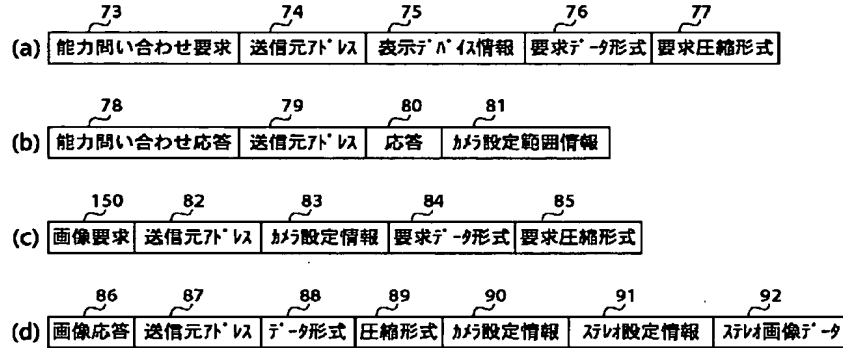 73 74 75 76 77
(a) 能力問い合わせ要求 送信元ｱﾄﾞﾚｽ 表示ﾃﾞﾊﾞｲｽ情報 要求ﾃﾞｰﾀ形式 要求圧縮形式
78 79 80 81
(b) 能力問い合わせ応答 送信元ｱﾄﾞﾚｽ 応答 ｶﾒﾗ設定範囲情報
150 82 83 84 85
(c) 画像要求 送信元ｱﾄﾞﾚｽ ｶﾒﾗ設定情報 要求ﾃﾞｰﾀ形式 要求圧縮形式
86 87 88 89 90 91 92
(d) 画像応答 送信元ｱﾄﾞﾚｽ ﾃﾞｰﾀ形式 圧縮形式 ｶﾒﾗ設定情報 ｽﾃﾚｵ設定情報 ｽﾃﾚｵ画像ﾃﾞｰﾀ